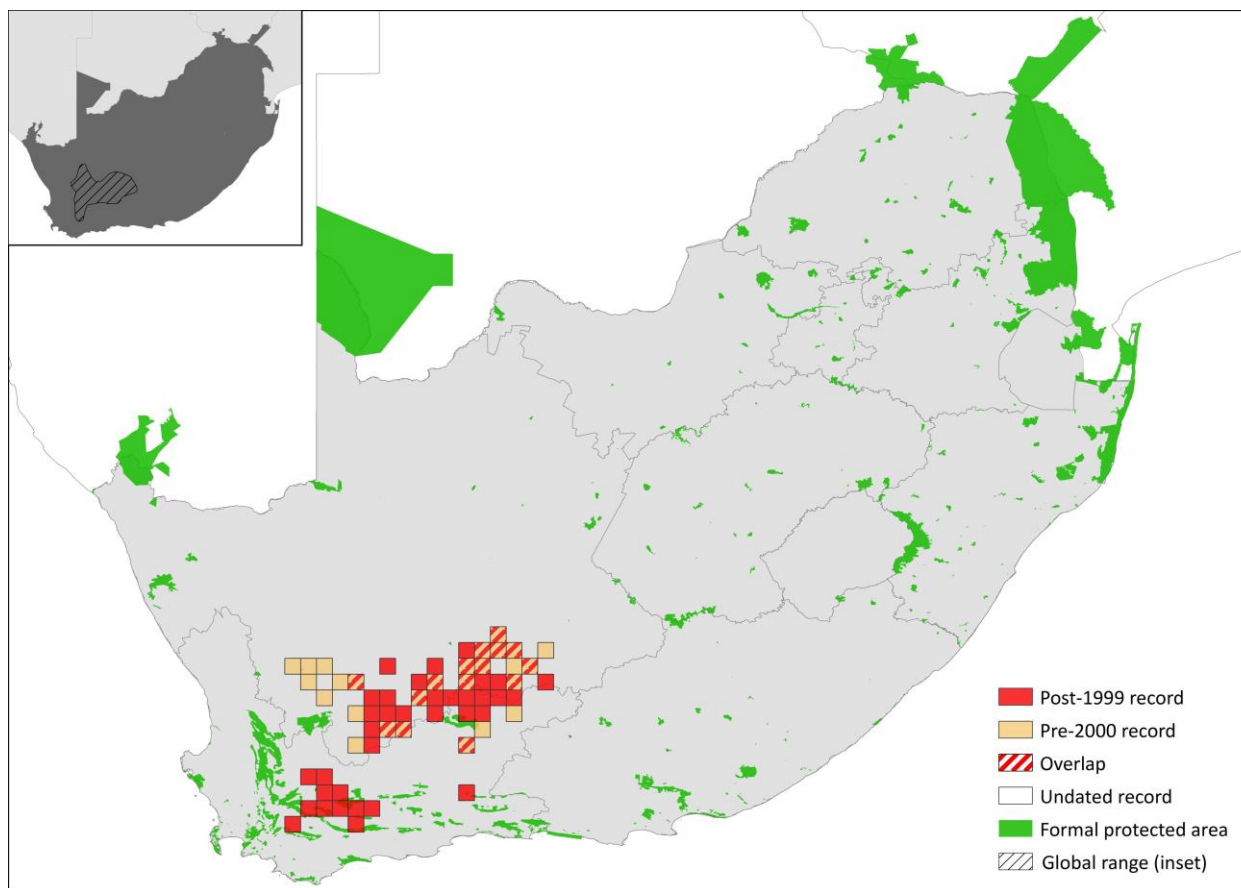 Post-1999 record
Pre-2000 record
Overlap
Undated record
Formal protected area
Global range (inset)